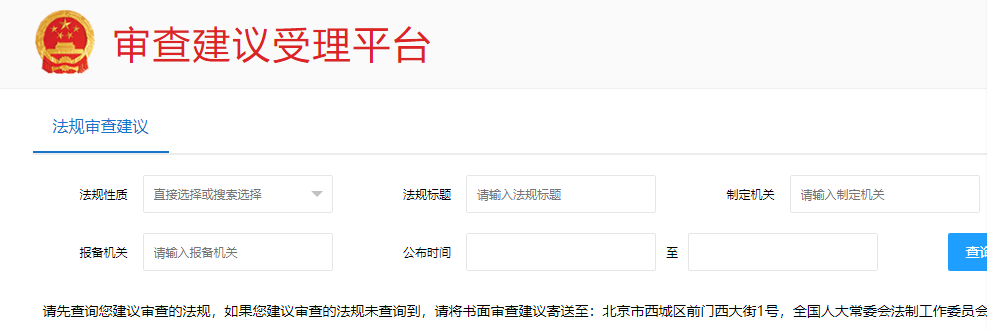 审查建议受理平台
法规审查建议
法规性质 直接选择或搜索选择 法规标题 请输入法规标题 制定机关 请输入制定机关
报备机关 请输入报备机关 公布时间 至 查询
请先查询您建议审查的法规，如果您建议审查的法规未查询到，请将书面审查建议寄送至：北京市西城区前门西大街1号，全国人大常委会法制工作委员会